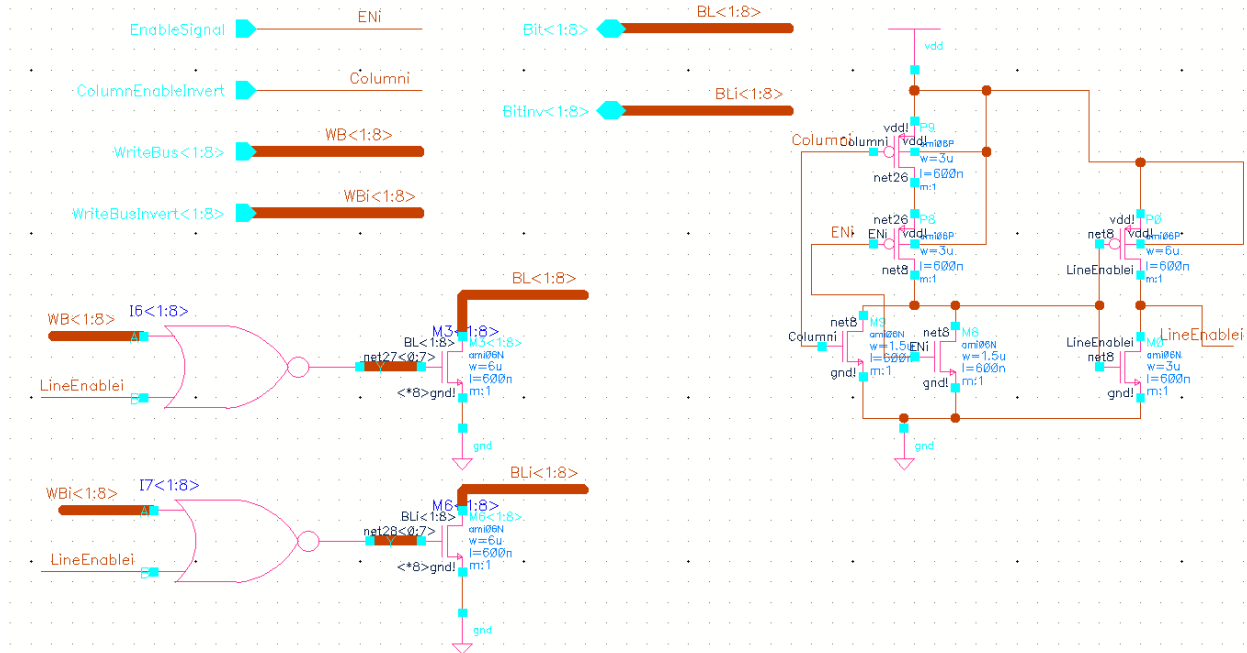 EnableSignal
ENi
ColumnEnableInvert
Columni
WriteBus<1:8>
WB<1:8>
WriteBusInvert<1:8>
WBi<1:8>
Bit<1:8>
BL<1:8>
BitInv<1:8>
BLi<1:8>
I6<1:8>
WB<1:8>
A
LineEnablei
B
net27<0:7>
Y
BL<1:8>
M3<1:8>
BL<1:8>
M3<1:8>
ami06N
w=6u
l=600n
m:1
<*8>gnd!
gnd
I7<1:8>
WBi<1:8>
A
LineEnablei
B
net28<0:7>
Y
BLi<1:8>
M6<1:8>
BLi<1:8>
M6<1:8>
ami06N
w=6u
l=600n
m:1
<*8>gnd!
gnd
vdd
vdd!
P9
Columni
Columni
vdd!
ami06P
w=3u
l=600n
m:1
net26
net26
P8
ENi
ENi
vdd!
ami06P
w=3u
l=600n
m:1
net8
vdd!
P0
net8
vdd!
ami06P
w=6u
l=600n
m:1
LineEnablei
net8
M9
Columni
ami06N
w=1.5u
l=600n
m:1
gnd!
net8
M8
ENi
ami06N
w=1.5u
l=600n
m:1
gnd!
LineEnablei
LineEnablei
M0
net8
ami06N
w=3u
l=600n
m:1
gnd!
gnd